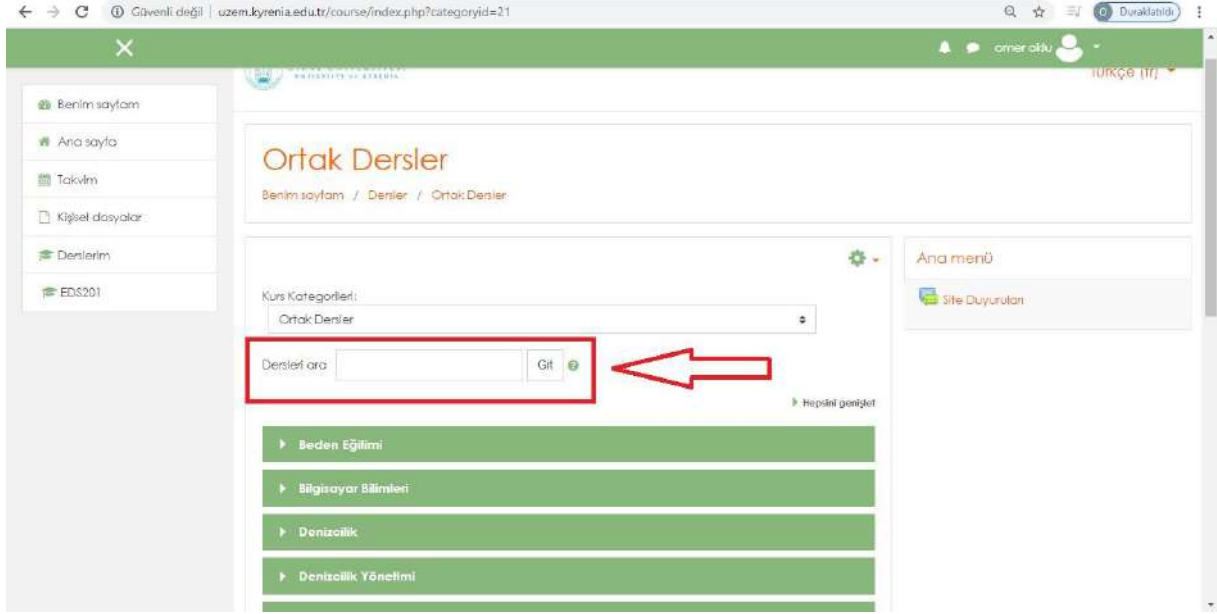 Güvenli değil | uzem.kyrenia.edu.tr/course/index.php?categoryid=21
Duraklatıldı
omer oktu
Türkçe (tr)
Benim sayfam
Ana sayfa
Takvim
Kişisel dosyalar
Derslerim
EDS201
Ortak Dersler
Benim sayfam / Dersler / Ortak Dersler
Kurs Kategorileri:
Ortak Dersler
Dersleri ara
Git
Hepsini genişlet
Beden Eğitimi
Bilgisayar Bilimleri
Denizcilik
Denizcilik Yönetimi
Ana menü
Site Duyuruları